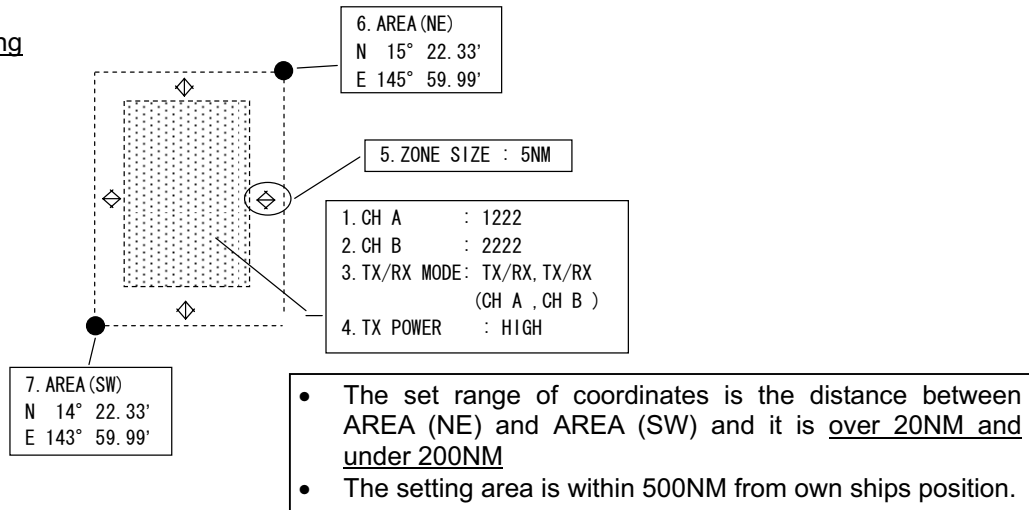 ng
6. AREA(NE)
N 15° 22.33'
E 145° 59.99'
5. ZONE SIZE : 5NM
1. CH A : 1222
2. CH B : 2222
3. TX/RX MODE: TX/RX, TX/RX
(CH A ,CH B )
4. TX POWER : HIGH
7. AREA(SW)
N 14° 22.33'
E 143° 59.99'
• The set range of coordinates is the distance between
AREA (NE) and AREA (SW) and it is over 20NM and
under 200NM
• The setting area is within 500NM from own ships position.